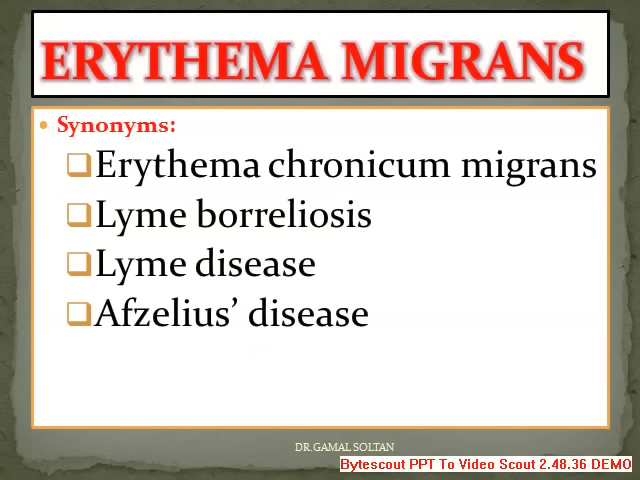 ERYTHEMA MIGRANS
Synonyms:
Erythema chronicum migrans
Lyme borreliosis
Lyme disease
Afzelius’ disease
DR.GAMAL SOLTAN
Bytescout PPT To Video Scout 2.48.36 DEMO